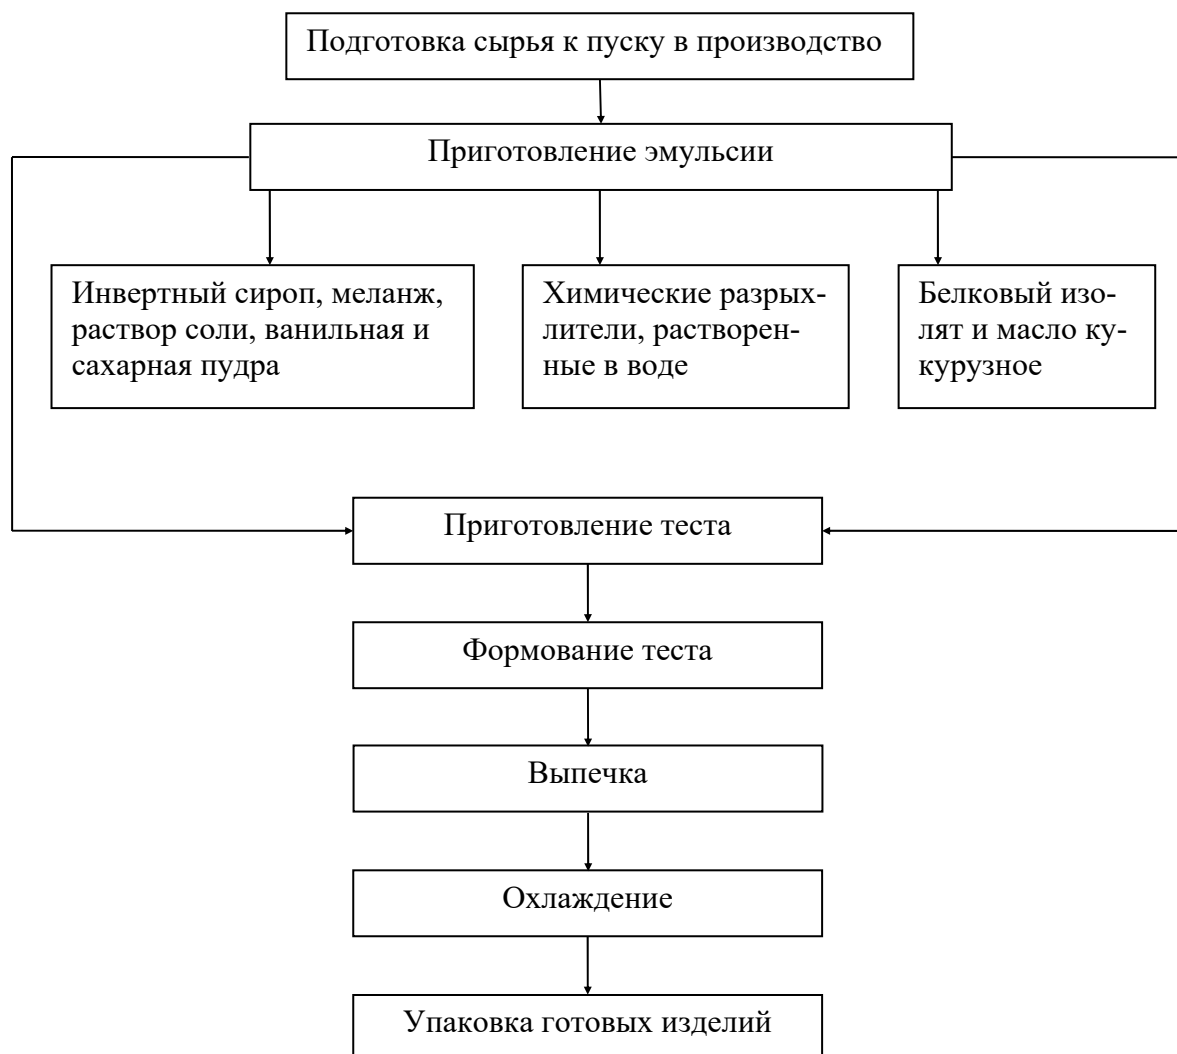 Подготовка сырья к пуску в производство
Приготовление эмульсии
Инвертный сироп, меланж,
раствор соли, ванильная и
сахарная пудра
Химические разрых-
лители, растворен-
ные в воде
Белковый изо-
лят и масло ку-
курузное
Приготовление теста
Формование теста
Выпечка
Охлаждение
Упаковка готовых изделий